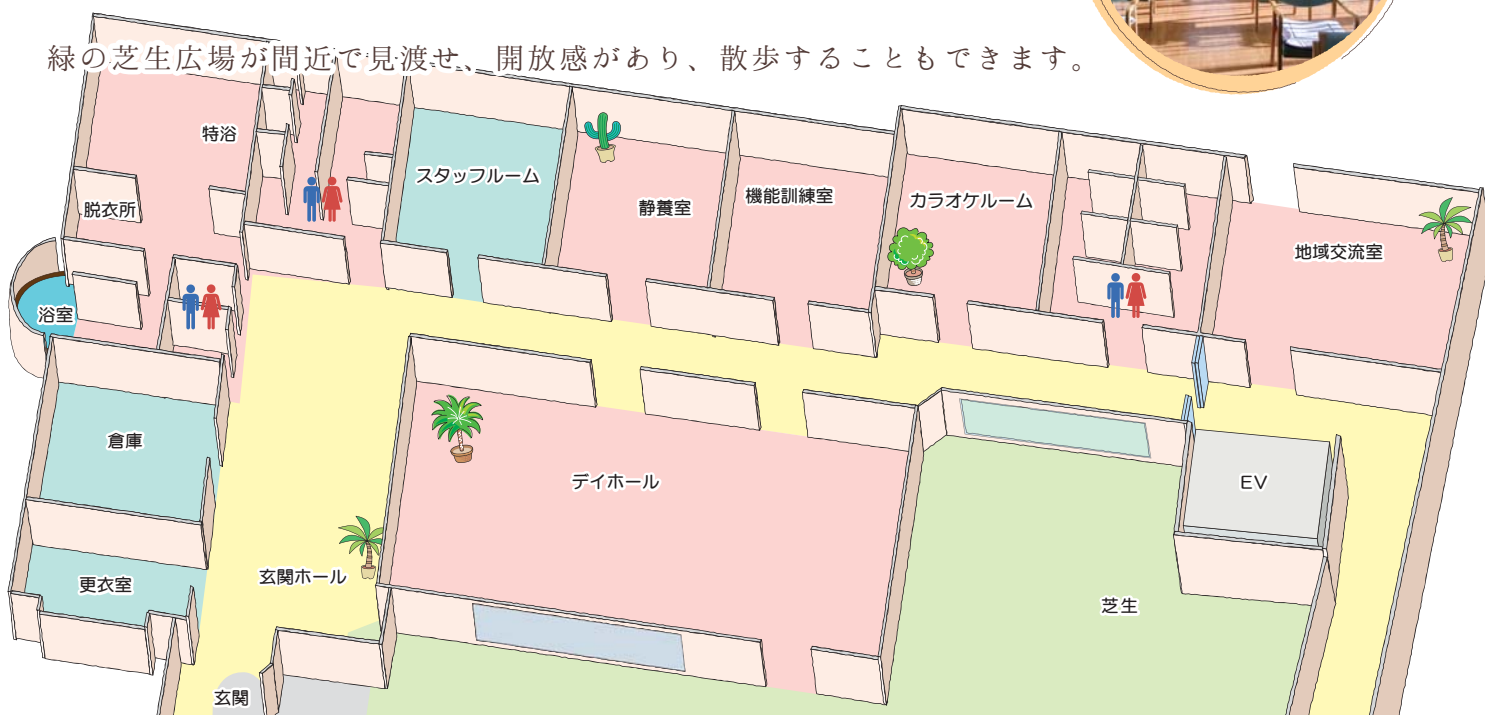 緑の芝生広場が間近で見渡せ、開放感があり、散歩することもできます。
特浴
スタッフルーム
静養室
機能訓練室
カラオケルーム
地域交流室
脱衣所
浴室
倉庫
デイホール
EV
更衣室
玄関ホール
芝生
玄関